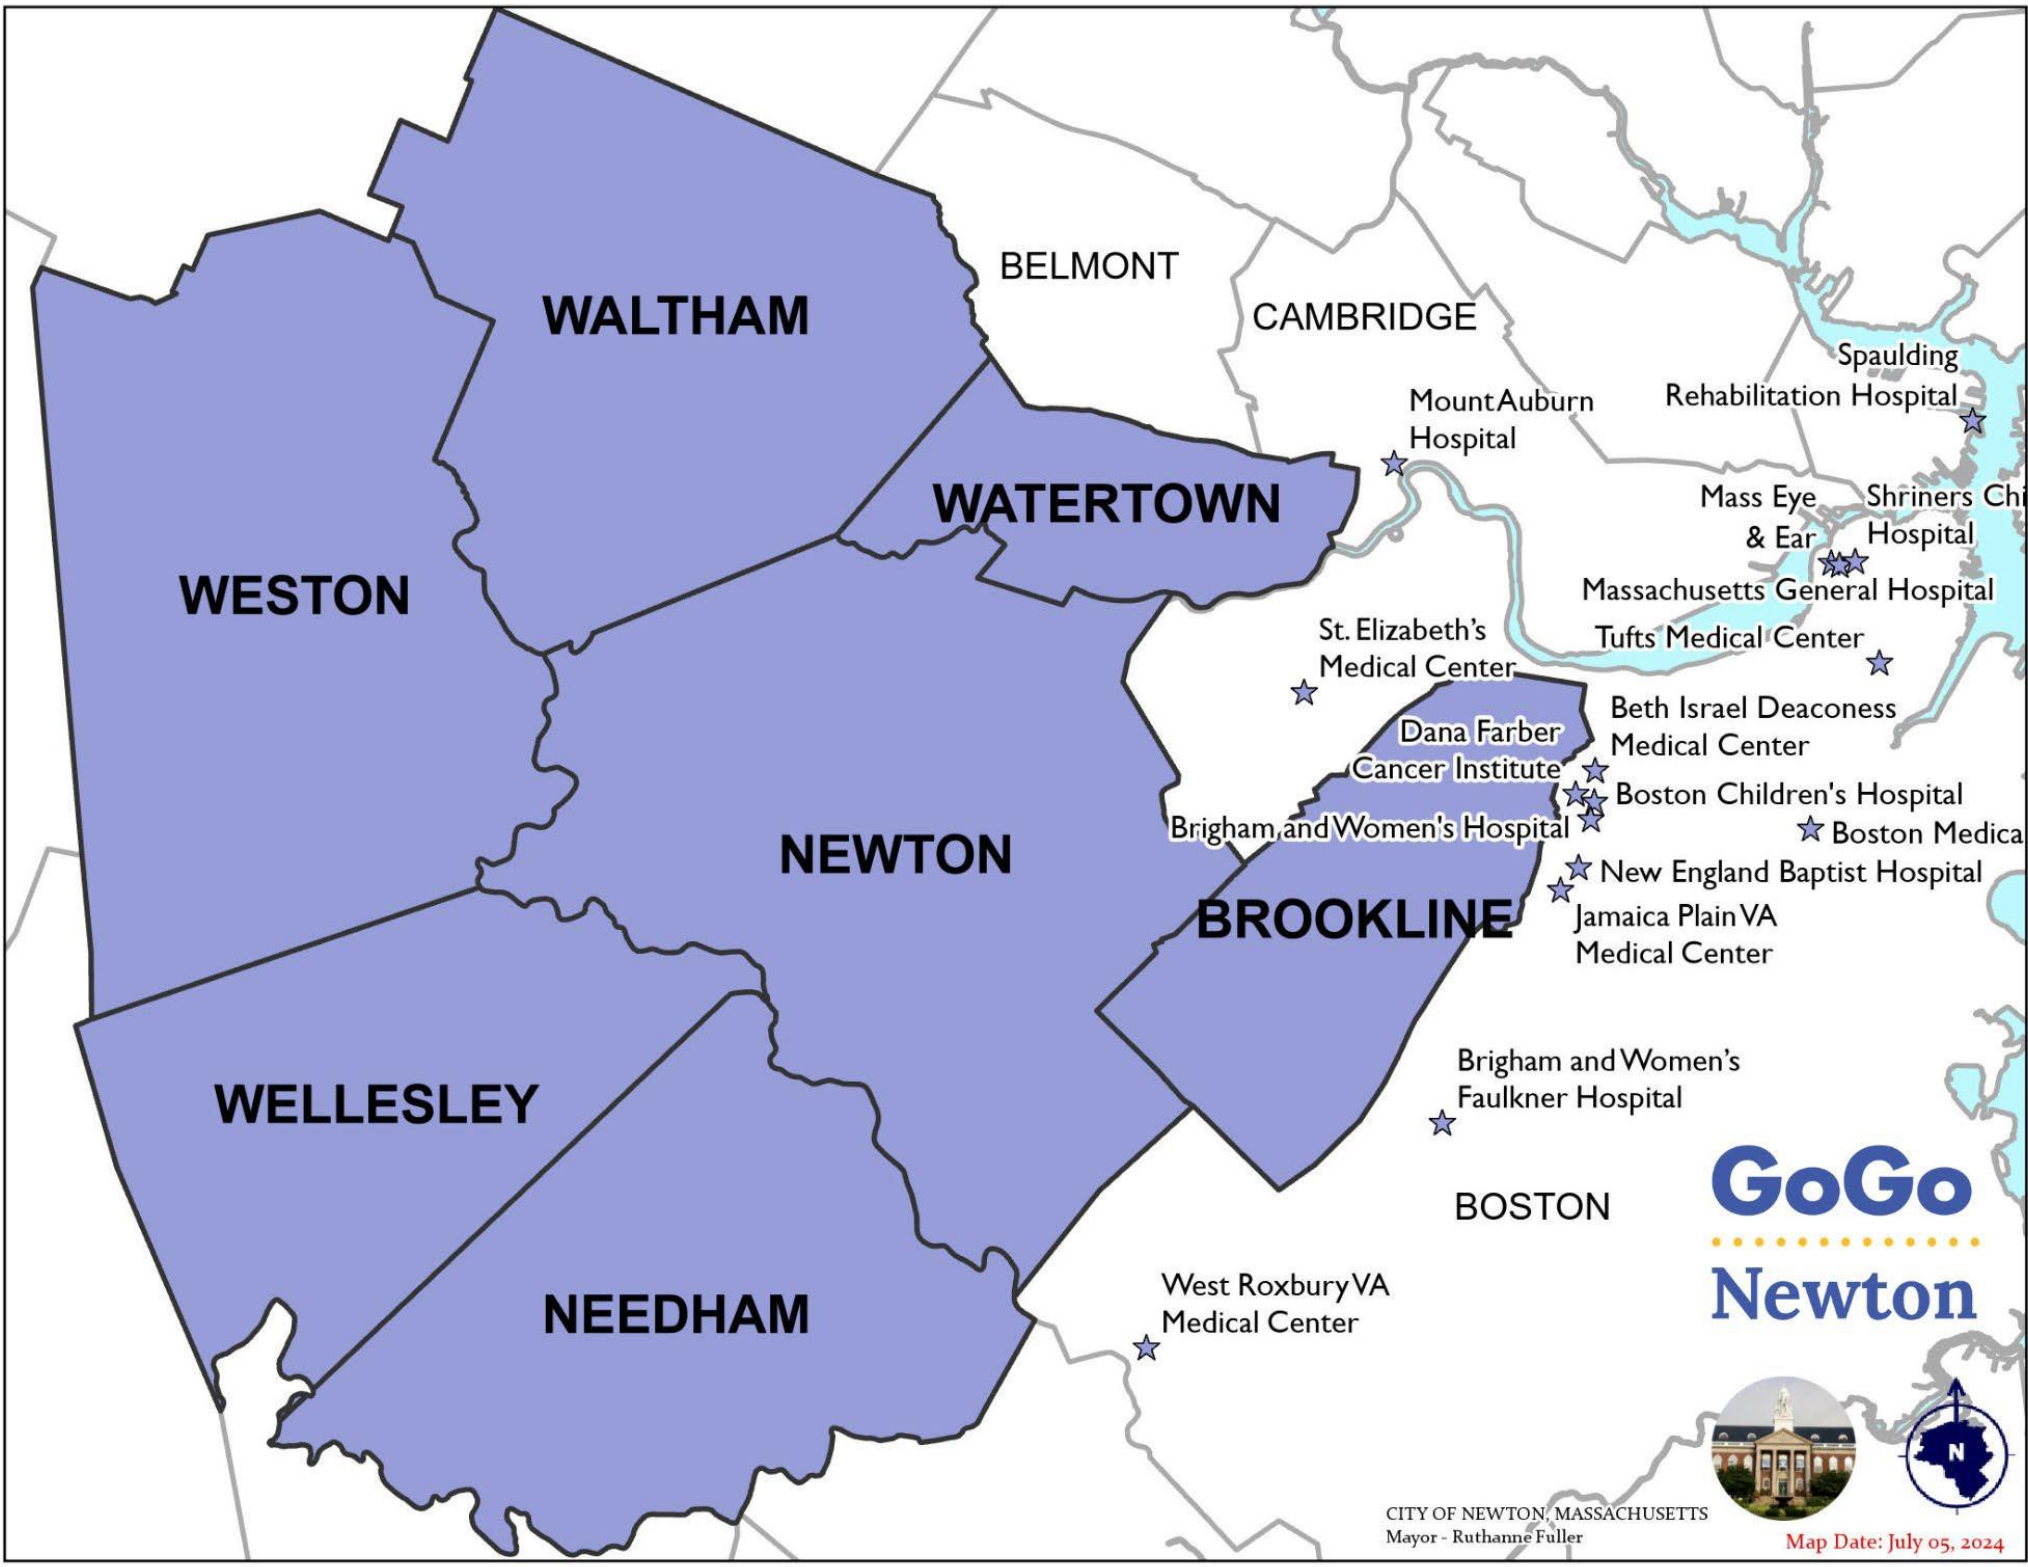 BELMONT
WALTHAM
CAMBRIDGE
Spaulding
Rehabilitation Hospital
Mount Auburn
Hospital
WATERTOWN
Mass Eye
& Ear
Shriners Chi
Hospital
WESTON
Massachusetts General Hospital
St. Elizabeth's
Medical Center
Tufts Medical Center
Beth Israel Deaconess
Medical Center
Dana Farber
Cancer Institute
Boston Children's Hospital
Brigham and Women's Hospital
Boston Medica
NEWTON
New England Baptist Hospital
BROOKLINE
Jamaica Plain VA
Medical Center
WELLESLEY
Brigham and Women's
Faulkner Hospital
BOSTON
GoGo
Newton
NEEDHAM
West Roxbury VA
Medical Center
N
CITY OF NEWTON, MASSACHUSETTS
Mayor - Ruthanne Fuller
Map Date: July 05, 2024